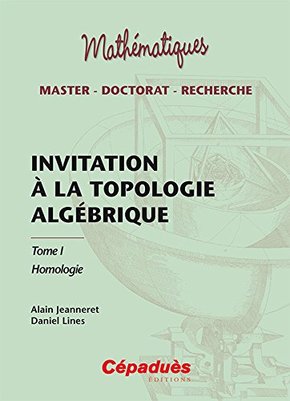 Mathématiques
MASTER - DOCTORAT - RECHERCHE
INVITATION
À LA TOPOLOGIE
ALGÉBRIQUE
Tome I
Homologie
Alain Jeanneret
Daniel Lines
Cépaduès
ÉDITIONS